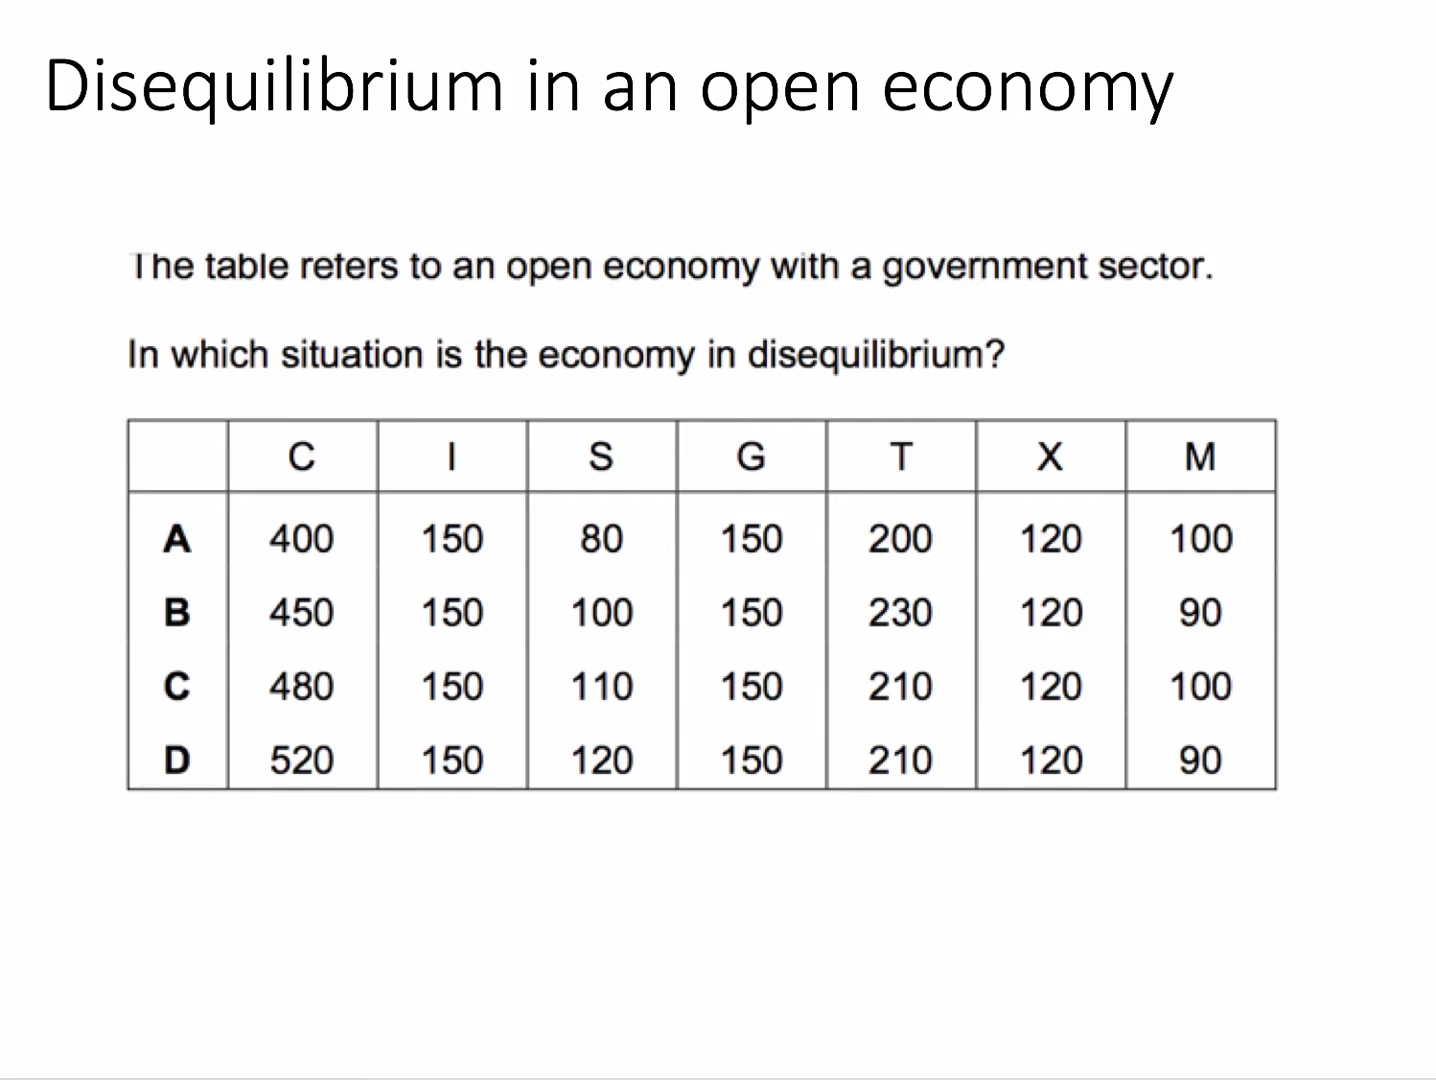 Disequilibrium in an open economy
The table refers to an open economy with a government sector.
In which situation is the economy in disequilibrium?
C I S G T X M
A 400 150 80 150 200 120 100
B 450 150 100 150 230 120 90
C 480 150 110 150 210 120 100
D 520 150 120 150 210 120 90